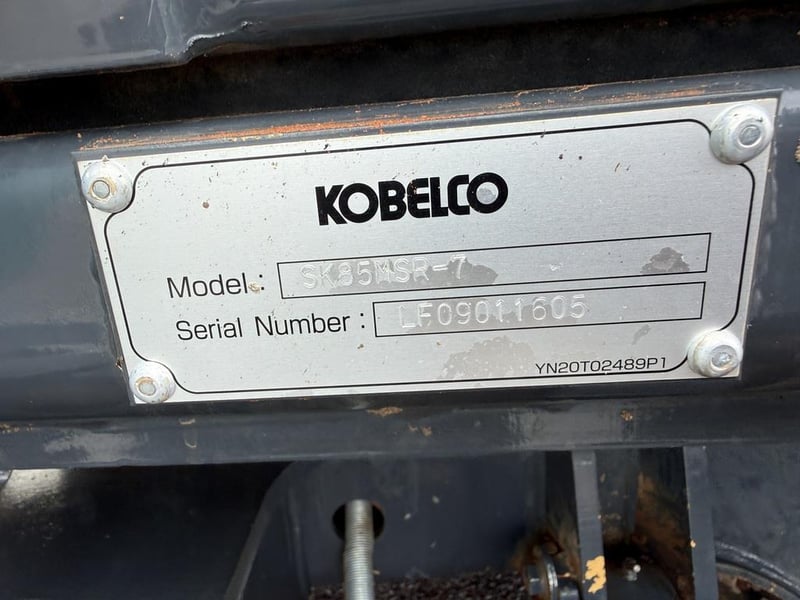 KOBELCO
Model : SK85MSR-7
Serial Number : LF09011605
YN20T02489P1